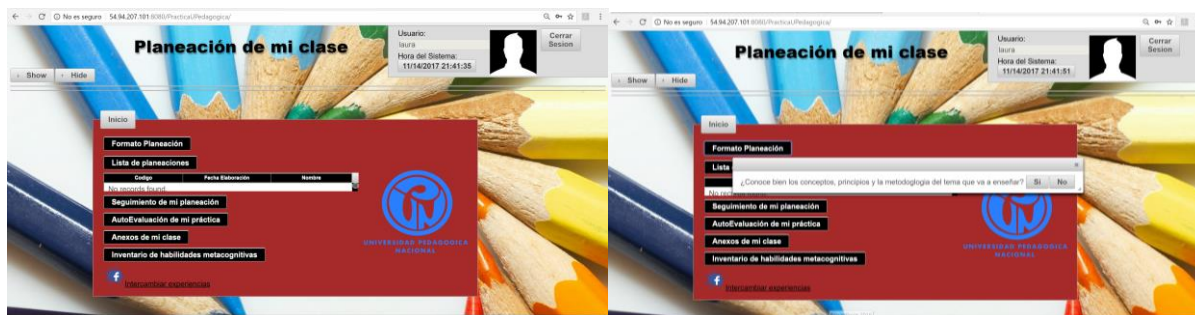 No es seguro 54.94.207.101:8080/PracticaUPedagogica/
Planeación de mi clase
Usuario:
laura
Hora del Sistema:
11/14/2017 21:41:35
Cerrar
Sesion
Show
Hide
Inicio
Formato Planeación
Lista de planeaciones
Codigo Fecha Elaboración Nombre
No records found.
Seguimiento de mi planeación
AutoEvaluación de mi práctica
Anexos de mi clase
Inventario de habilidades metacognitivas
Intercambiar experiencias
UNIVERSIDAD PEDAGOGICA
NACIONAL
No es seguro 54.94.207.101:8080/PracticaUPedagogica/
Planeación de mi clase
Usuario:
laura
Hora del Sistema:
11/14/2017 21:41:51
Cerrar
Sesion
Show
Hide
Inicio
Formato Planeación
Lista
¿Conoce bien los conceptos, principios y la metodoglogia del tema que va a enseñar? Si No
No records found.
Seguimiento de mi planeación
AutoEvaluación de mi práctica
Anexos de mi clase
Inventario de habilidades metacognitivas
Intercambiar experiencias
UNIVERSIDAD PEDAGOGICA
NACIONAL